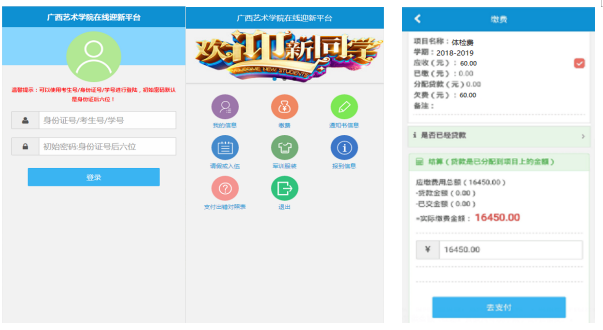 广西艺术学院在线迎新平台
温馨提示：可以使用考生号/身份证号/学号进行登陆，初始密码默认
是身份证后六位！
身份证号/考生号/学号
初始密码:身份证号后六位
登录
广西艺术学院在线迎新平台
欢迎新同学
WELCOME NEW STUDENTS
我的信息
缴费
通知书信息
请假或入伍
军训服装
报到信息
支付出错对照表
退出
缴费
项目名称：体检费
学期：2018-2019
应收（元）：60.00
已缴（元）：0.00
分配贷款（元）0.00
欠费（元）：60.00
备注：
是否已经贷款
结算（贷款是已分配到项目上的金额）
应缴费用总额（16450.00）
-贷款金额（0.00）
-已交金额（0.00）
=实际缴费金额： 16450.00
¥ 16450.00
去支付